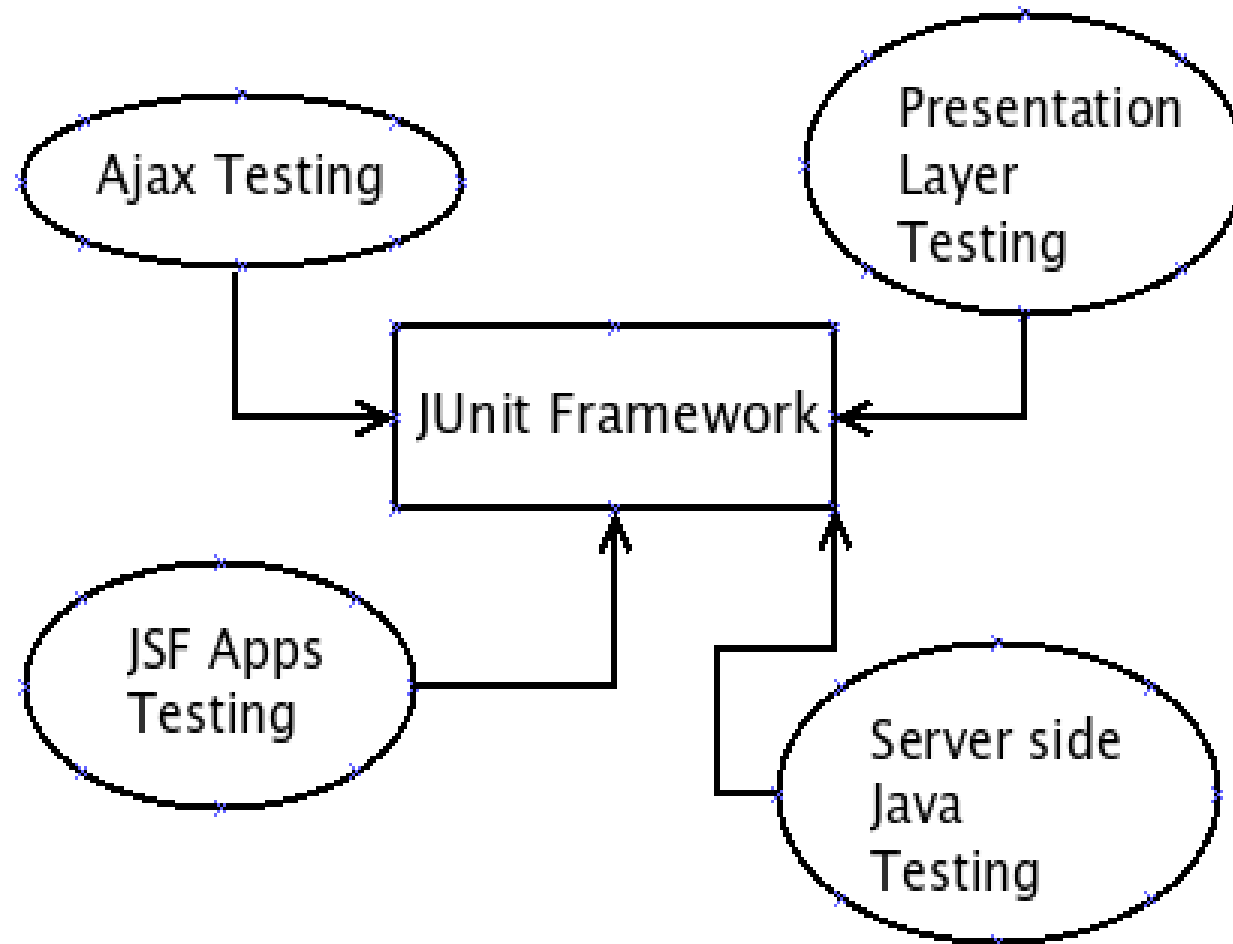 Ajax Testing
Presentation
Layer
Testing
JUnit Framework
JSF Apps
Testing
Server side
Java
Testing